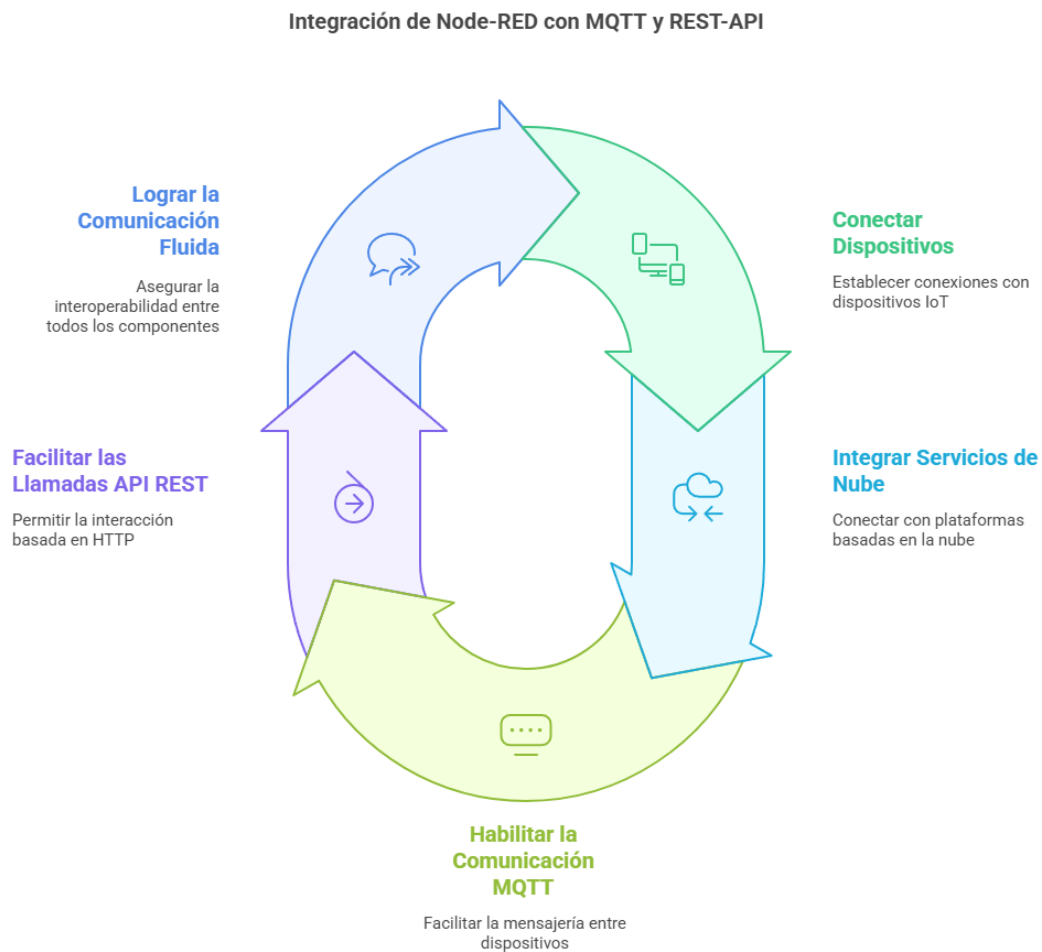 Integración de Node-RED con MQTT y REST-API
Lograr la
Comunicación
Fluida
Asegurar la
interoperabilidad entre
todos los componentes
Conectar
Dispositivos
Establecer conexiones con
dispositivos IoT
Facilitar las
Llamadas API REST
Permitir la interacción
basada en HTTP
Integrar Servicios de
Nube
Conectar con plataformas
basadas en la nube
Habilitar la
Comunicación
MQTT
Facilitar la mensajería entre
dispositivos